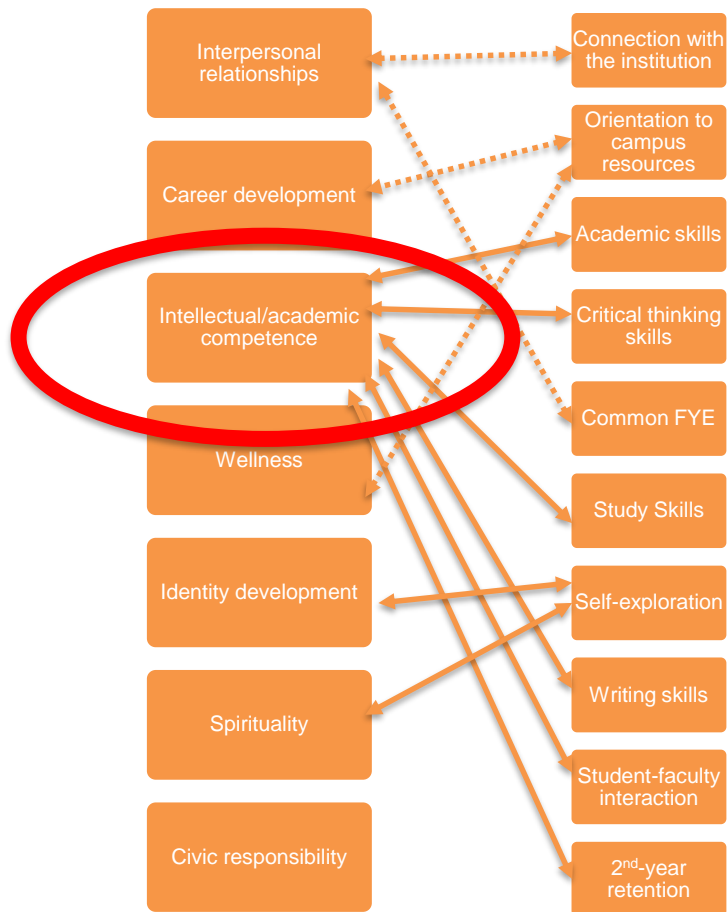 Interpersonal
relationships
Career development
Intellectual/academic
competence
Wellness
Identity development
Spirituality
Civic responsibility
Connection with
the institution
Orientation to
campus
resources
Academic skills
Critical thinking
skills
Common FYE
Study Skills
Self-exploration
Writing skills
Student-faculty
interaction
2nd-year
retention